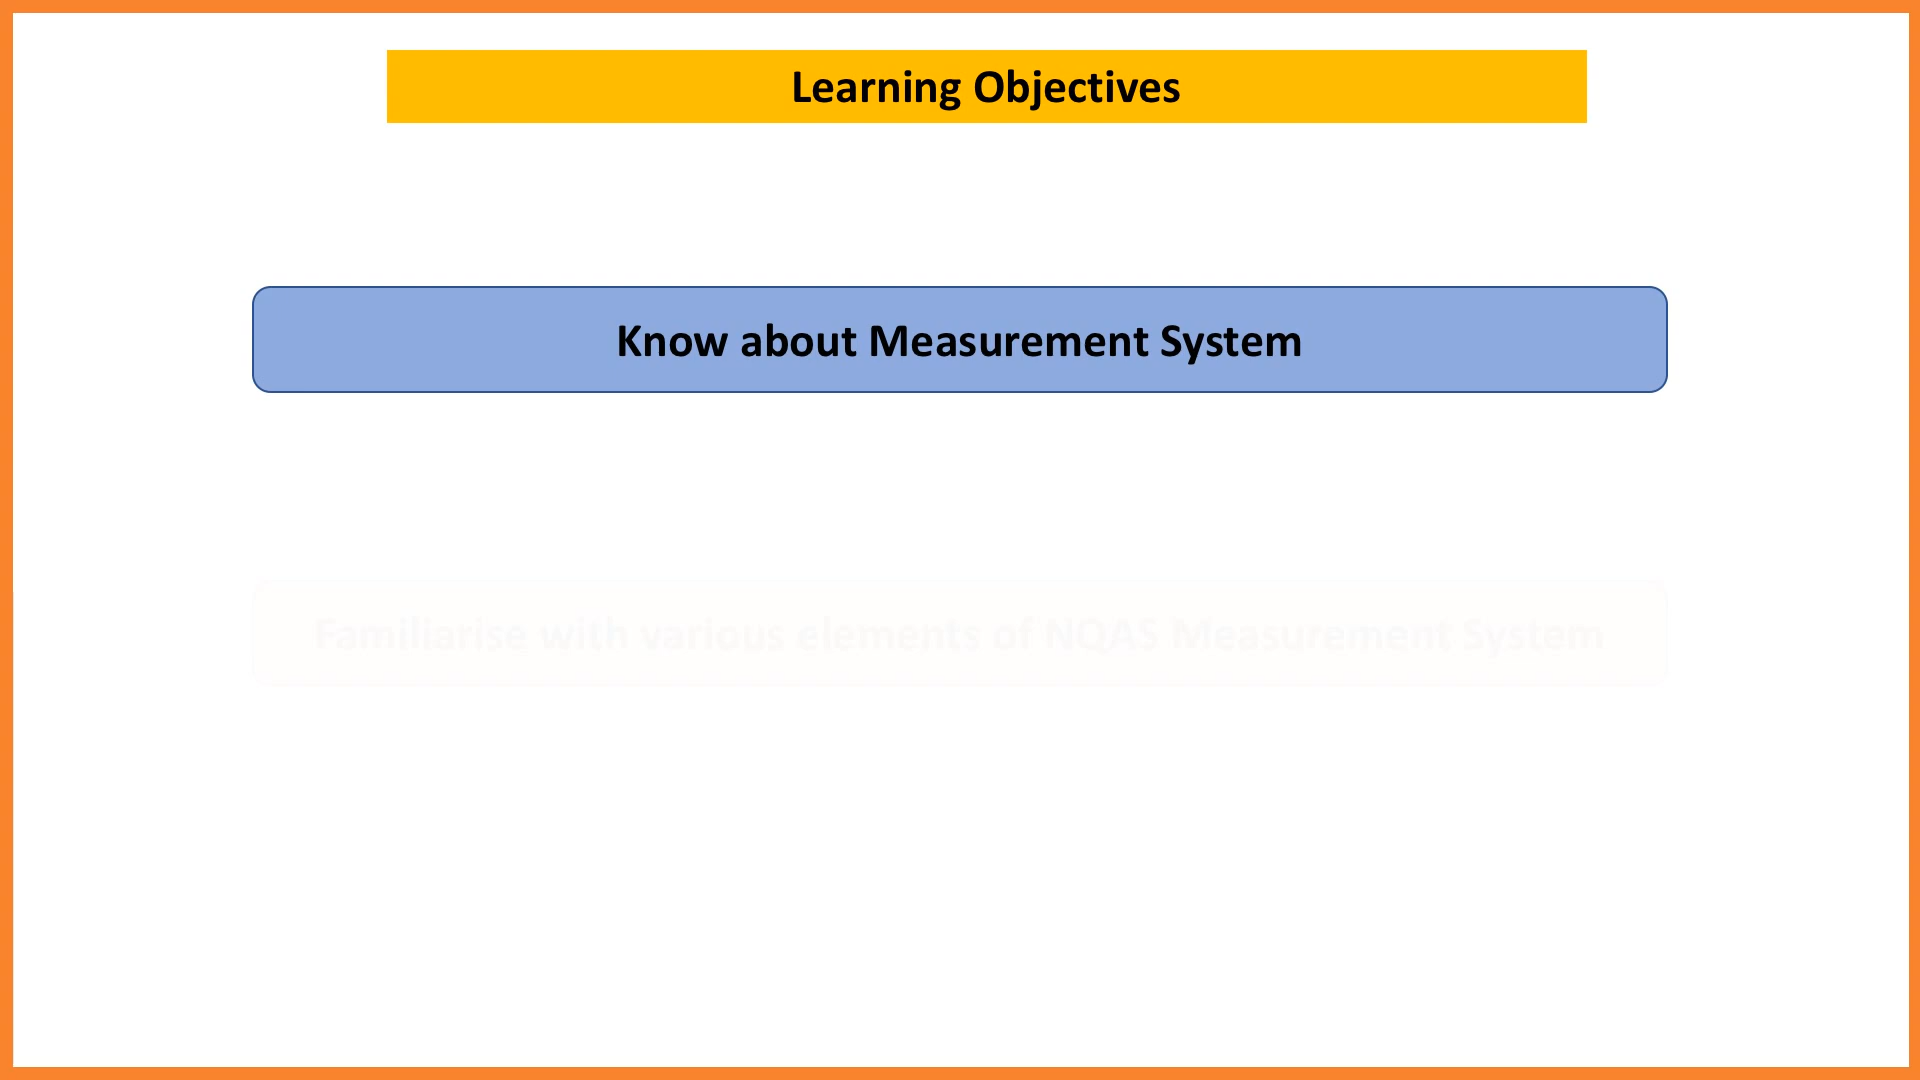 Learning Objectives
Know about Measurement System
Familiarise with various elements of NQAS Measurement System